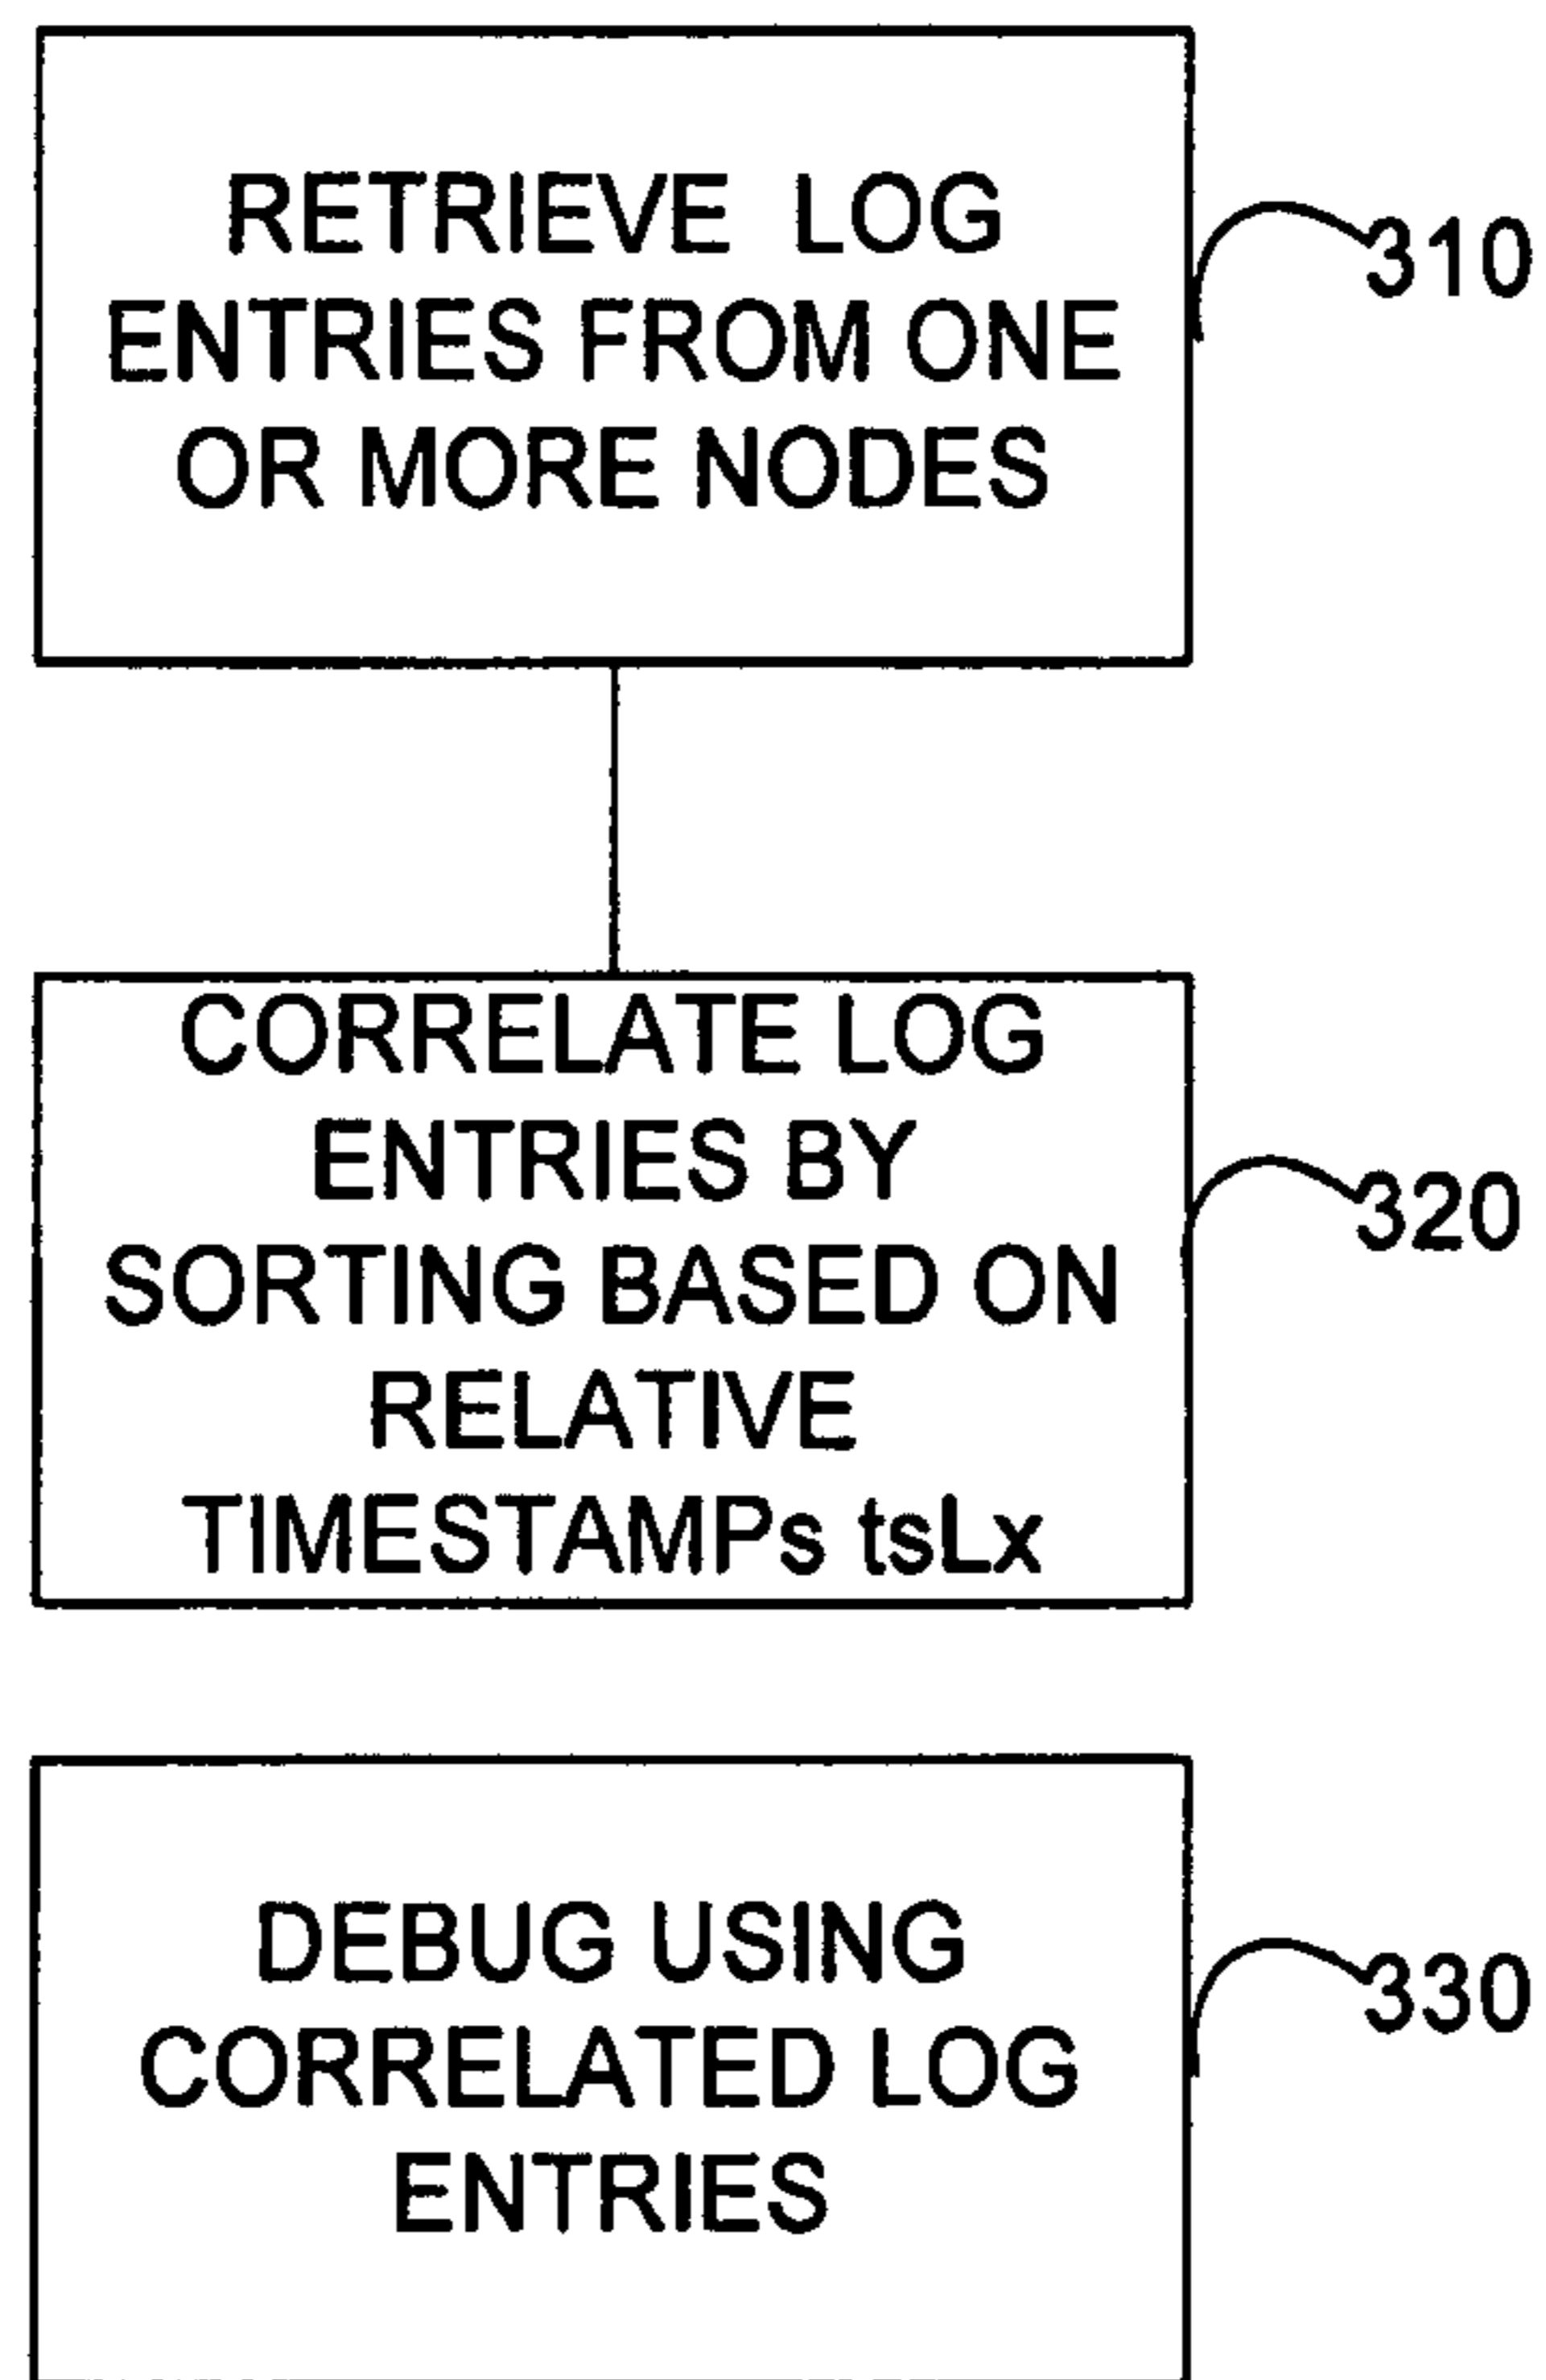 RETRIEVE LOG
ENTRIES FROM ONE
OR MORE NODES
310
CORRELATE LOG
ENTRIES BY
SORTING BASED ON
RELATIVE
TIMESTAMPs tsLx
320
DEBUG USING
CORRELATED LOG
ENTRIES
330